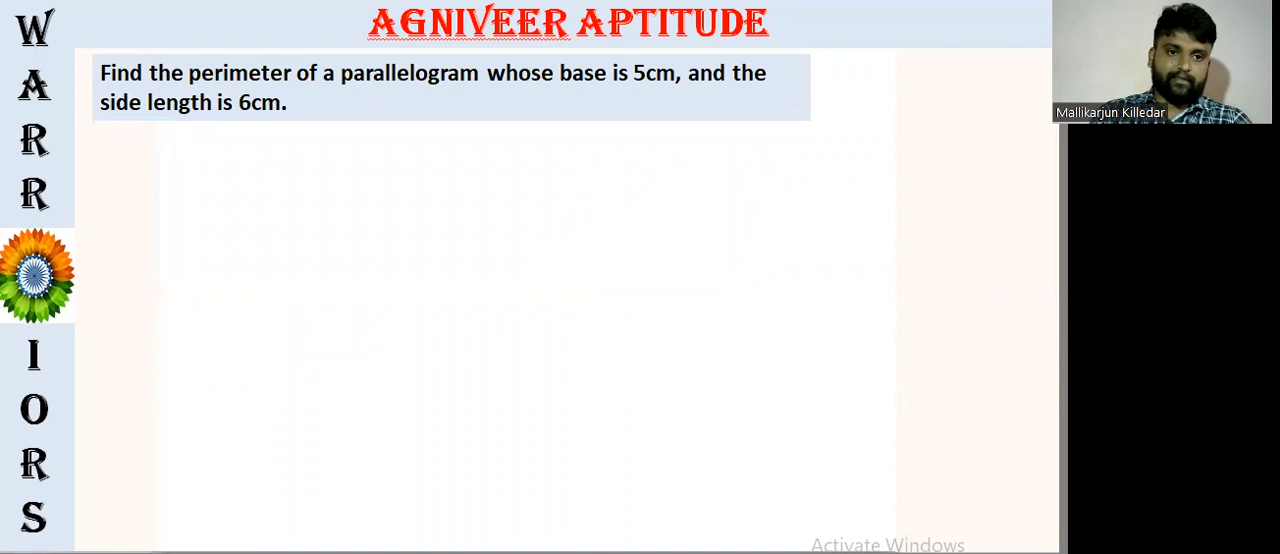 AGNIVEER APTITUDE
WARRIORS
Find the perimeter of a parallelogram whose base is 5cm, and the
side length is 6cm.
Mallikarjun Killedar
Activate Windows